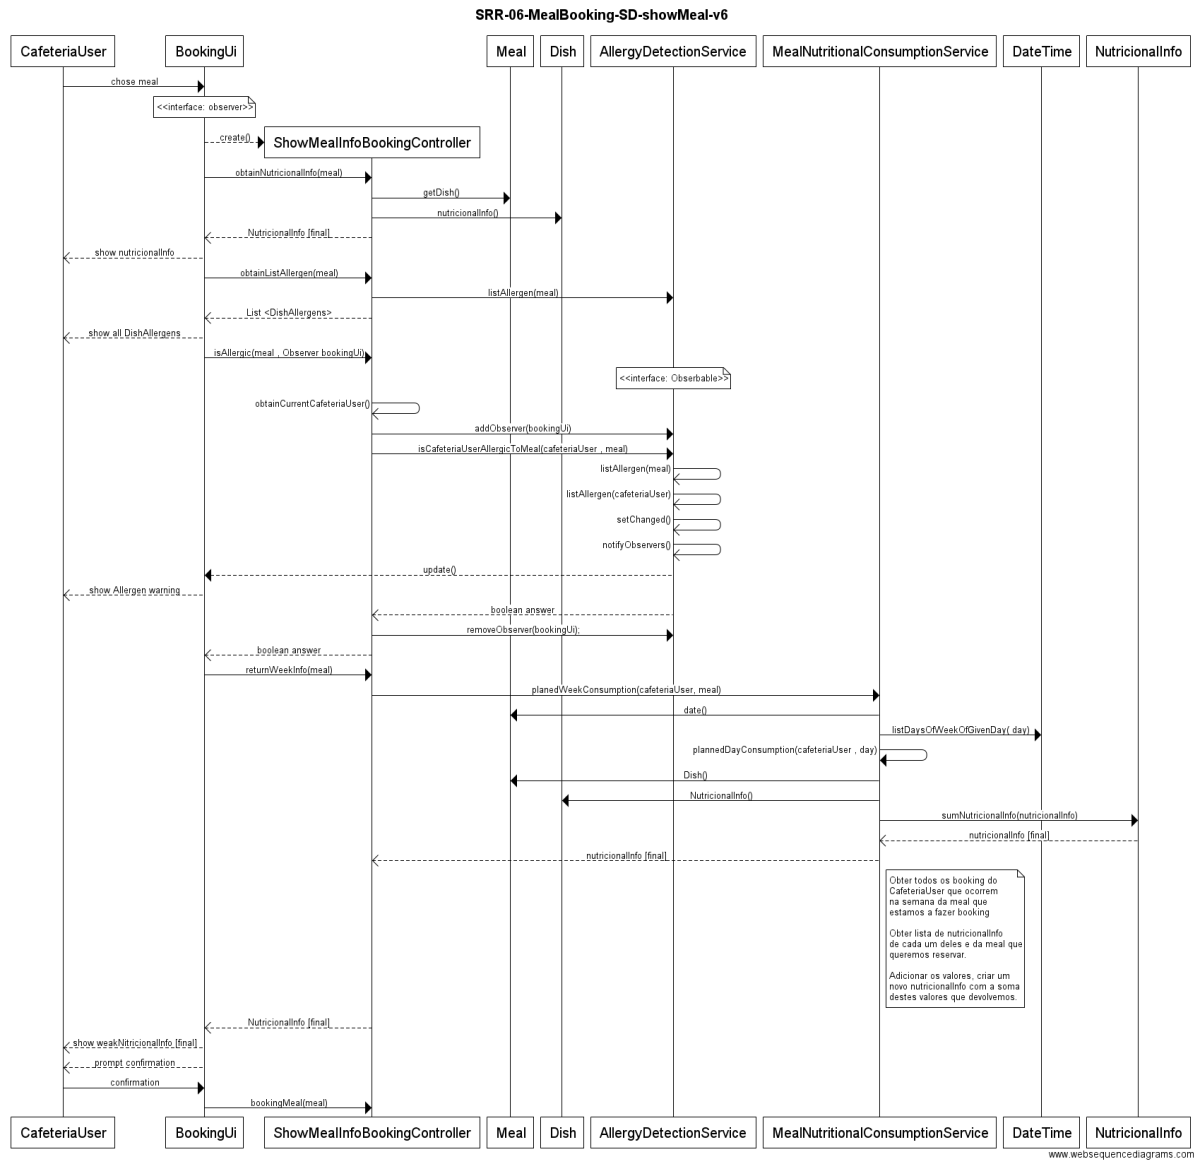 SRR-06-MealBooking-SD-showMeal-v6
CafeteriaUser
BookingUi
Meal
Dish
AllergyDetectionService
MealNutritionalConsumptionService
DateTime
NutricionalInfo
chose meal
<<interface: observer>>
create()
ShowMealInfoBookingController
obtainNutricionalInfo(meal)
getDish()
nutricionalInfo()
NutricionalInfo [final]
show nutricionalInfo
obtainListAllergen(meal)
listAllergen(meal)
List <DishAllergens>
show all DishAllergens
isAllergic(meal , Observer bookingUi)
<<interface: Obserbable>>
obtainCurrentCafeteriaUser()
addObserver(bookingUi)
isCafeteriaUserAllergicToMeal(cafeteriaUser , meal)
listAllergen(meal)
listAllergen(cafeteriaUser)
setChanged()
notifyObservers()
update()
show Allergen warning
boolean answer
removeObserver(bookingUi);
boolean answer
returnWeekInfo(meal)
planedWeekConsumption(cafeteriaUser, meal)
date()
listDaysOfWeekOfGivenDay( day)
plannedDayConsumption(cafeteriaUser , day)
Dish()
NutricionalInfo()
sumNutricionalInfo(nutricionalInfo)
nutricionalInfo [final]
nutricionalInfo [final]
Obter todos os booking do
CafeteriaUser que ocorrem
na semana da meal que
estamos a fazer booking
Obter lista de nutricionalInfo
de cada um deles e da meal que
queremos reservar.
Adicionar os valores, criar um
novo nutricionalInfo com a soma
destes valores que devolvemos.
NutricionalInfo [final]
show weakNitricionalInfo [final]
prompt confirmation
confirmation
bookingMeal(meal)
CafeteriaUser
BookingUi
ShowMealInfoBookingController
Meal
Dish
AllergyDetectionService
MealNutritionalConsumptionService
DateTime
NutricionalInfo
www.websequencediagrams.com